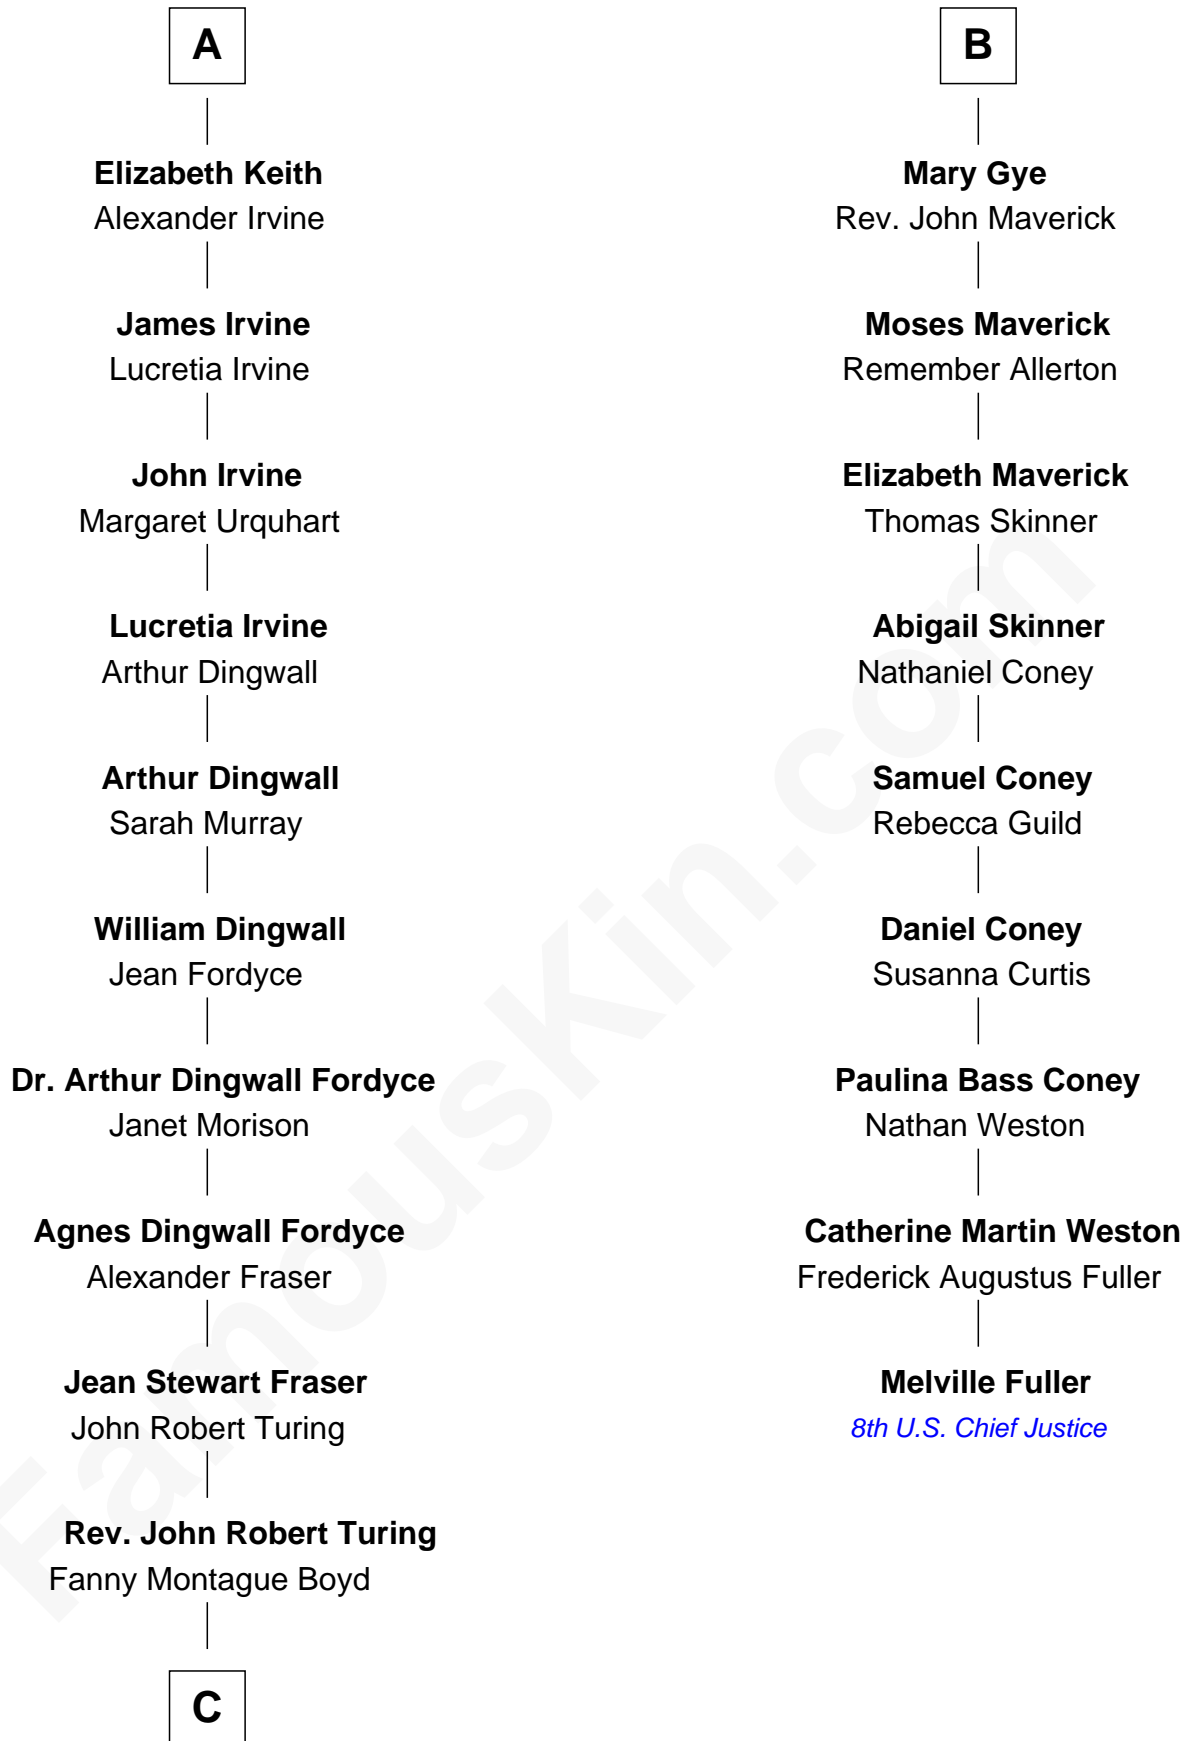 A
Elizabeth Keith
Alexander Irvine
James Irvine
Lucretia Irvine
John Irvine
Margaret Urquhart
Lucretia Irvine
Arthur Dingwall
Arthur Dingwall
Sarah Murray
William Dingwall
Jean Fordyce
Dr. Arthur Dingwall Fordyce
Janet Morison
Agnes Dingwall Fordyce
Alexander Fraser
Jean Stewart Fraser
John Robert Turing
Rev. John Robert Turing
Fanny Montague Boyd
C
B
Mary Gye
Rev. John Maverick
Moses Maverick
Remember Allerton
Elizabeth Maverick
Thomas Skinner
Abigail Skinner
Nathaniel Coney
Samuel Coney
Rebecca Guild
Daniel Coney
Susanna Curtis
Paulina Bass Coney
Nathan Weston
Catherine Martin Weston
Frederick Augustus Fuller
Melville Fuller
8th U.S. Chief Justice
FamousKin.com